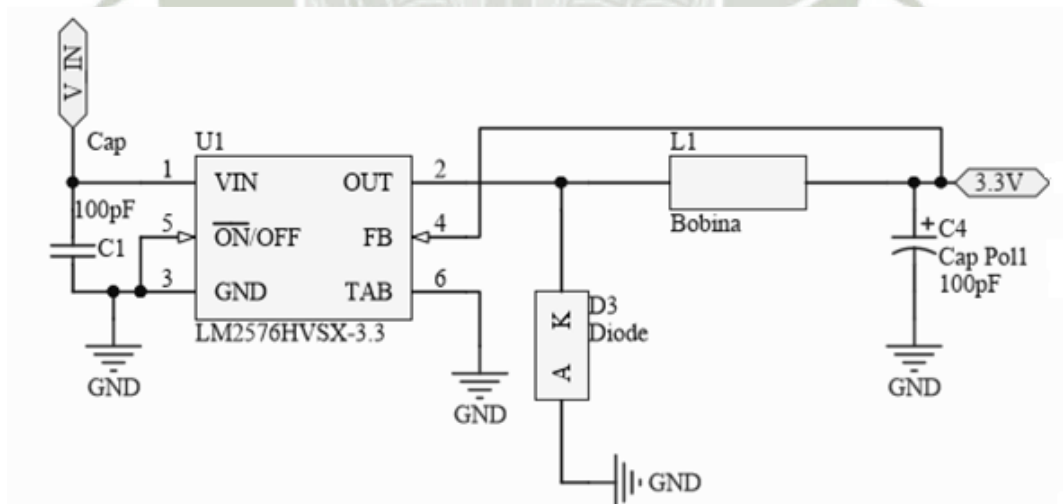 V IN
Cap
100pF
C1
U1
1
VIN
OUT
2
5
ON/OFF
FB
4
3
GND
TAB
6
LM2576HVSX-3.3
GND
GND
L1
Bobina
3.3V
+
C4
Cap Pol1
100pF
GND
D3
Diode
K
A
GND